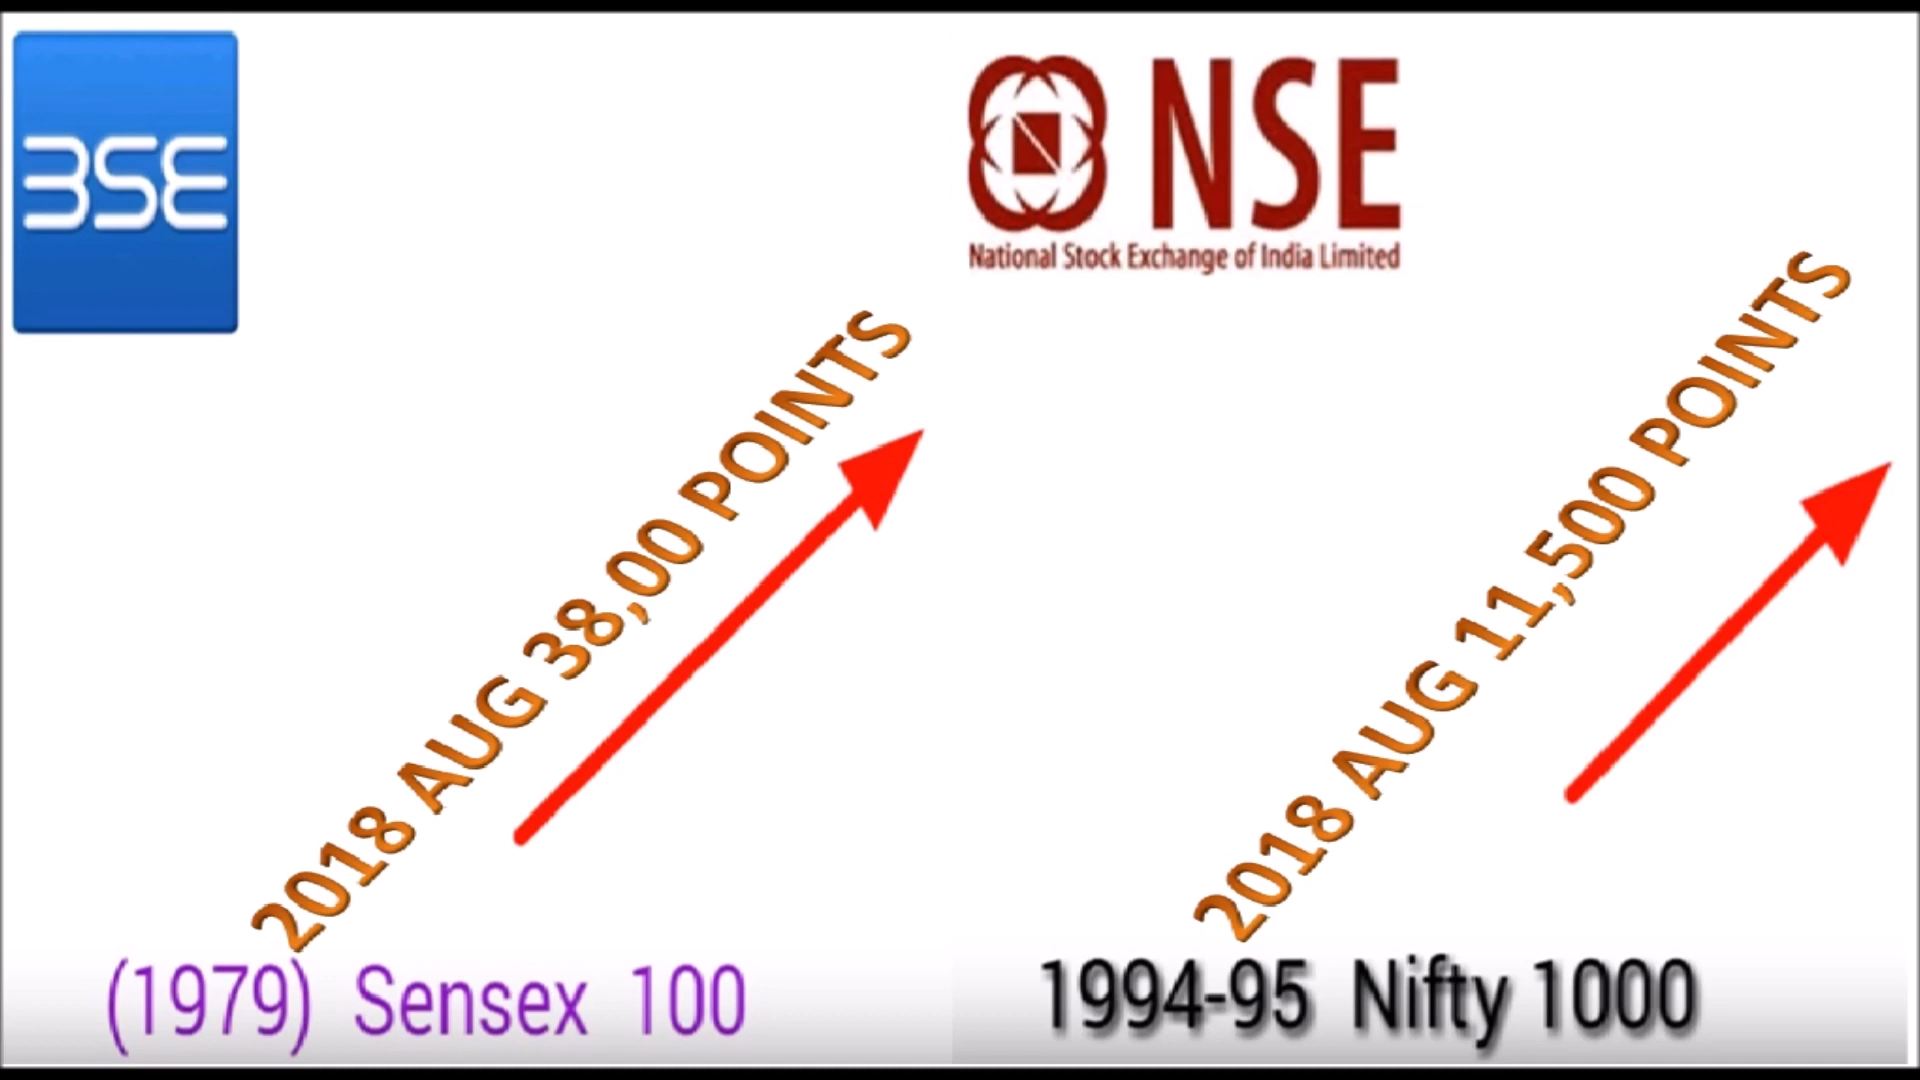 BSE
2018 AUG 38,00 POINTS
(1979) Sensex 100
NSE
National Stock Exchange of India Limited
2018 AUG 11,500 POINTS
1994-95 Nifty 1000